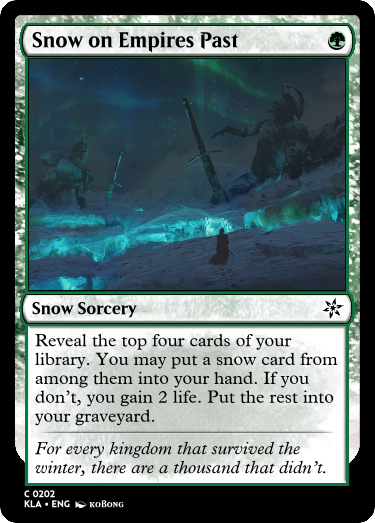 Snow on Empires Past
Snow Sorcery
Reveal the top four cards of your
library. You may put a snow card from
among them into your hand. If you
don't, you gain 2 life. Put the rest into
your graveyard.
For every kingdom that survived the
winter, there are a thousand that didn't.
C 0202
KLA • ENG KOBONG